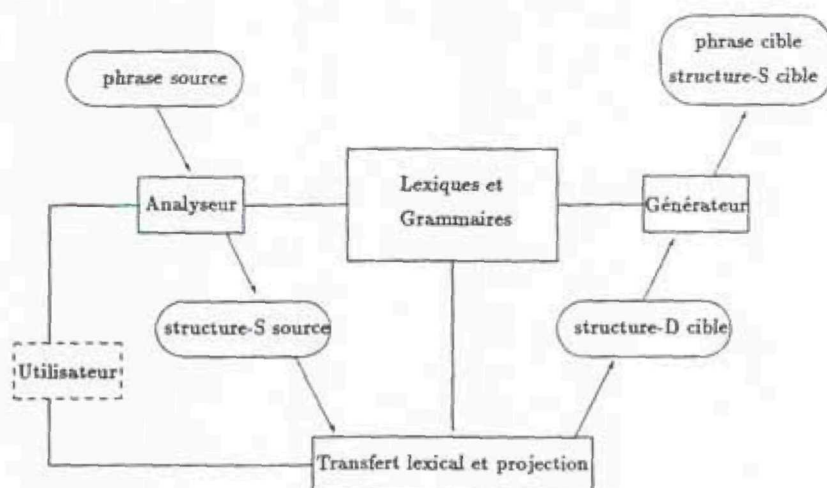 phrase cible
structure-S cible
phrase source
Lexiques et
Grammaires
Analyseur
Générateur
structure-S source
structure-D cible
Utilisateur
Transfert lexical et projection